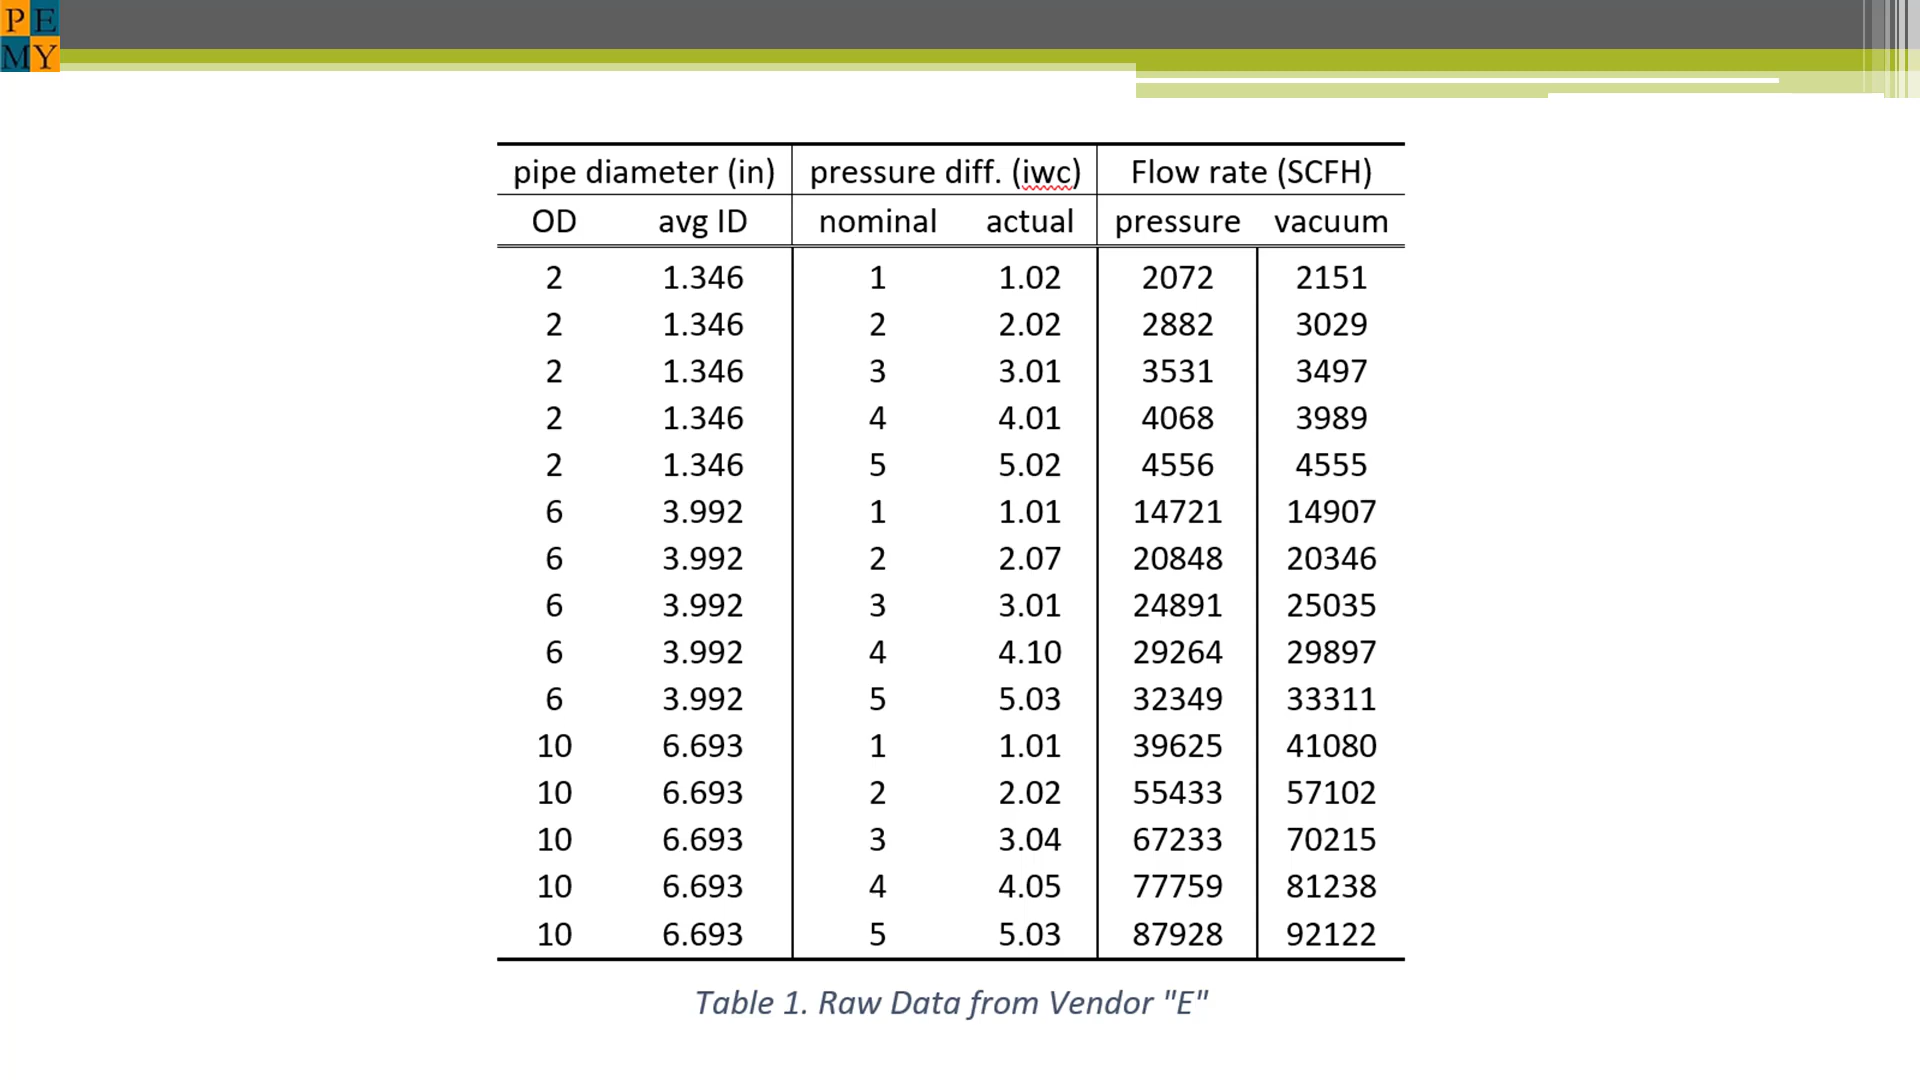 PE
MY
pipe diameter (in) pressure diff. (iwc) Flow rate (SCFH)
OD avg ID nominal actual pressure vacuum
2 1.346 1 1.02 2072 2151
2 1.346 2 2.02 2882 3029
2 1.346 3 3.01 3531 3497
2 1.346 4 4.01 4068 3989
2 1.346 5 5.02 4556 4555
6 3.992 1 1.01 14721 14907
6 3.992 2 2.07 20848 20346
6 3.992 3 3.01 24891 25035
6 3.992 4 4.10 29264 29897
6 3.992 5 5.03 32349 33311
10 6.693 1 1.01 39625 41080
10 6.693 2 2.02 55433 57102
10 6.693 3 3.04 67233 70215
10 6.693 4 4.05 77759 81238
10 6.693 5 5.03 87928 92122
Table 1. Raw Data from Vendor "E"